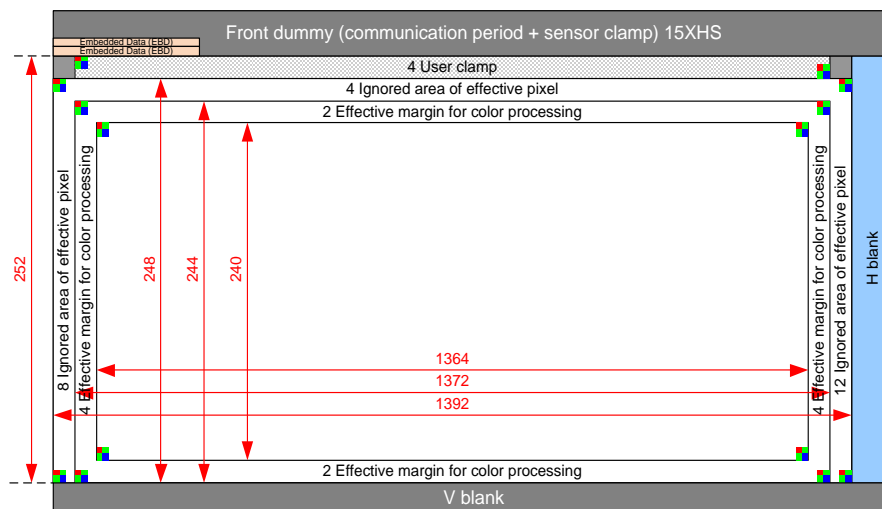 Front dummy (communication period + sensor clamp) 15XHS
Embedded Data (EBD)
Embedded Data (EBD)
4 User clamp
4 Ignored area of effective pixel
2 Effective margin for color processing
8 Ignored area of effective pixel
4 Effective margin for color processing
4 Effective margin for color processing
12 Ignored area of effective pixel
H blank
252
248
244
240
1364
1372
1392
2 Effective margin for color processing
V blank